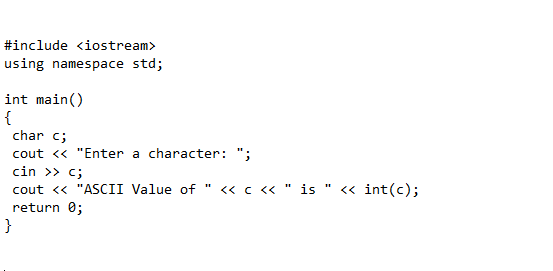 #include <iostream>
using namespace std;

int main()
{
 char c;
 cout << "Enter a character: ";
 cin >> c;
 cout << "ASCII Value of " << c << " is " << int(c);
 return 0;
}